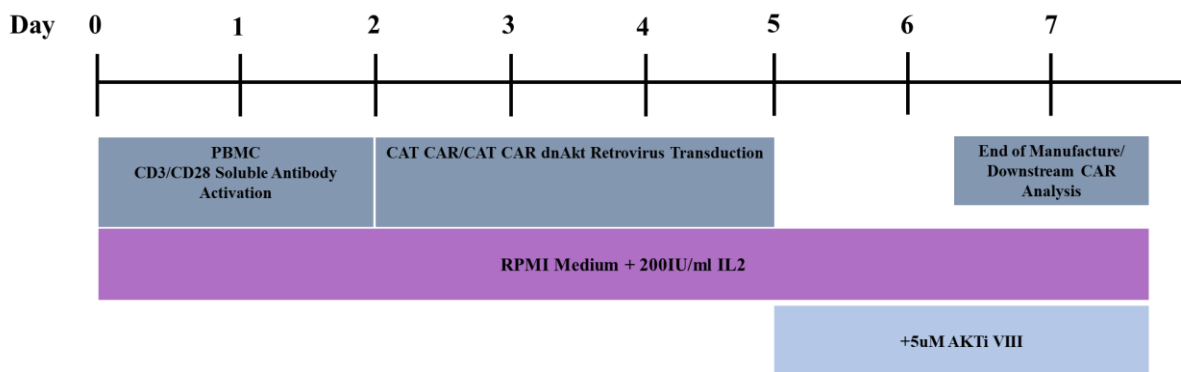 Day 0 1 2 3 4 5 6 7
PBMC
CD3/CD28 Soluble Antibody
Activation
CAT CAR/CAT CAR dnAkt Retrovirus Transduction
End of Manufacture/
Downstream CAR
Analysis
RPMI Medium + 200IU/ml IL2
+5uM AKTi VIII